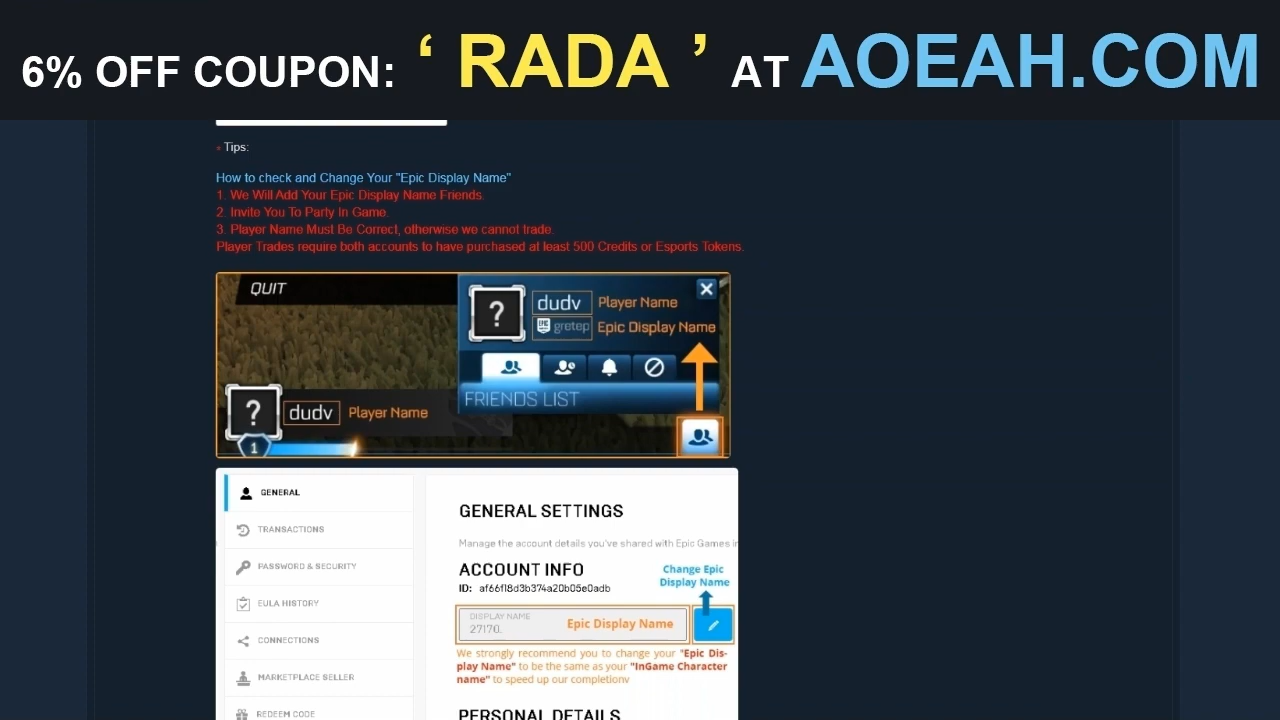 6% OFF COUPON: ‘ RADA ’ AT AOEAH.COM
* Tips:
How to check and Change Your "Epic Display Name"
1. We Will Add Your Epic Display Name Friends.
2. Invite You To Party In Game.
3. Player Name Must Be Correct, otherwise we cannot trade.
Player Trades require both accounts to have purchased at least 500 Credits or Esports Tokens.
QUIT
? dudv Player Name
EPIC gretep Epic Display Name
FRIENDS LIST
? dudv Player Name
1
GENERAL
TRANSACTIONS
PASSWORD & SECURITY
EULA HISTORY
CONNECTIONS
MARKETPLACE SELLER
REDEEM CODE
GENERAL SETTINGS
Manage the account details you've shared with Epic Games in
ACCOUNT INFO
ID: af66f18d3b374a20b05e0adb
Change Epic
Display Name
DISPLAY NAME
27170.
Epic Display Name
We strongly recommend you to change your "Epic Dis-
play Name" to be the same as your "InGame Character
name" to speed up our completionv
PERSONAL DETAILS